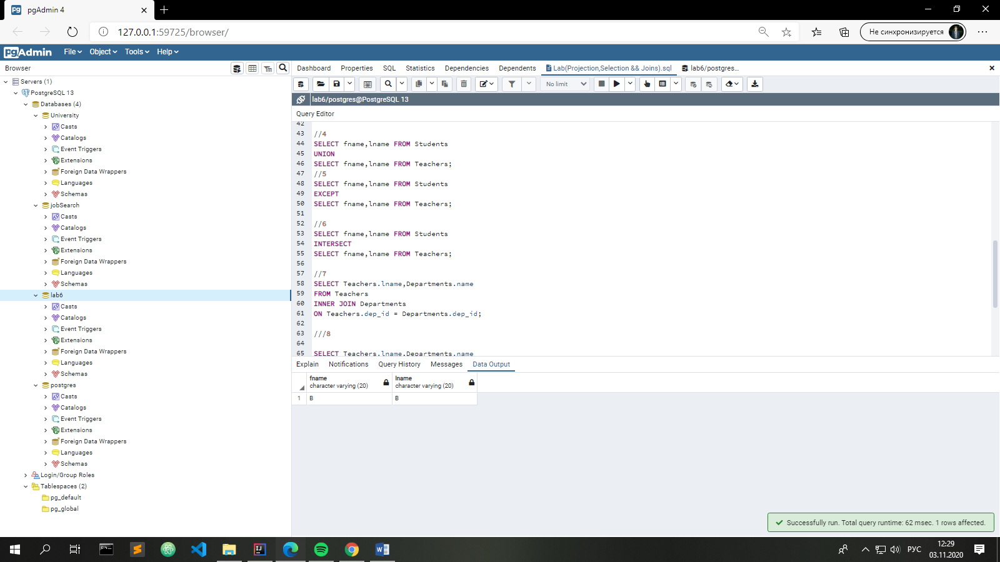 pgAdmin 4
127.0.0.1:59725/browser/
Не синхронизируется
pgAdmin File Object Tools Help
Browser
Dashboard Properties SQL Statistics Dependencies Dependents Lab(Projection,Selection && Joins).sql lab6/postgres...
No limit
lab6/postgres@PostgreSQL 13
Query Editor
Servers (1)
PostgreSQL 13
Databases (4)
University
Casts
Catalogs
Event Triggers
Extensions
Foreign Data Wrappers
Languages
Schemas
jobSearch
Casts
Catalogs
Event Triggers
Extensions
Foreign Data Wrappers
Languages
Schemas
lab6
Casts
Catalogs
Event Triggers
Extensions
Foreign Data Wrappers
Languages
Schemas
postgres
Casts
Catalogs
Event Triggers
Extensions
Foreign Data Wrappers
Languages
Schemas
Login/Group Roles
Tablespaces (2)
pg_default
pg_global
42
43 //4
44 SELECT fname,lname FROM Students
45 UNION
46 SELECT fname,lname FROM Teachers;
47 //5
48 SELECT fname,lname FROM Students
49 EXCEPT
50 SELECT fname,lname FROM Teachers;
51
52 //6
53 SELECT fname,lname FROM Students
54 INTERSECT
55 SELECT fname,lname FROM Teachers;
56
57 //7
58 SELECT Teachers.lname,Departments.name
59 FROM Teachers
60 INNER JOIN Departments
61 ON Teachers.dep_id = Departments.dep_id;
62
63 ///8
64
65 SELECT Teachers.lname,Departments.name
Explain Notifications Query History Messages Data Output
fname lname
character varying (20) character varying (20)
1 B B
Successfully run. Total query runtime: 62 msec. 1 rows affected.
РУС
12:29
03.11.2020